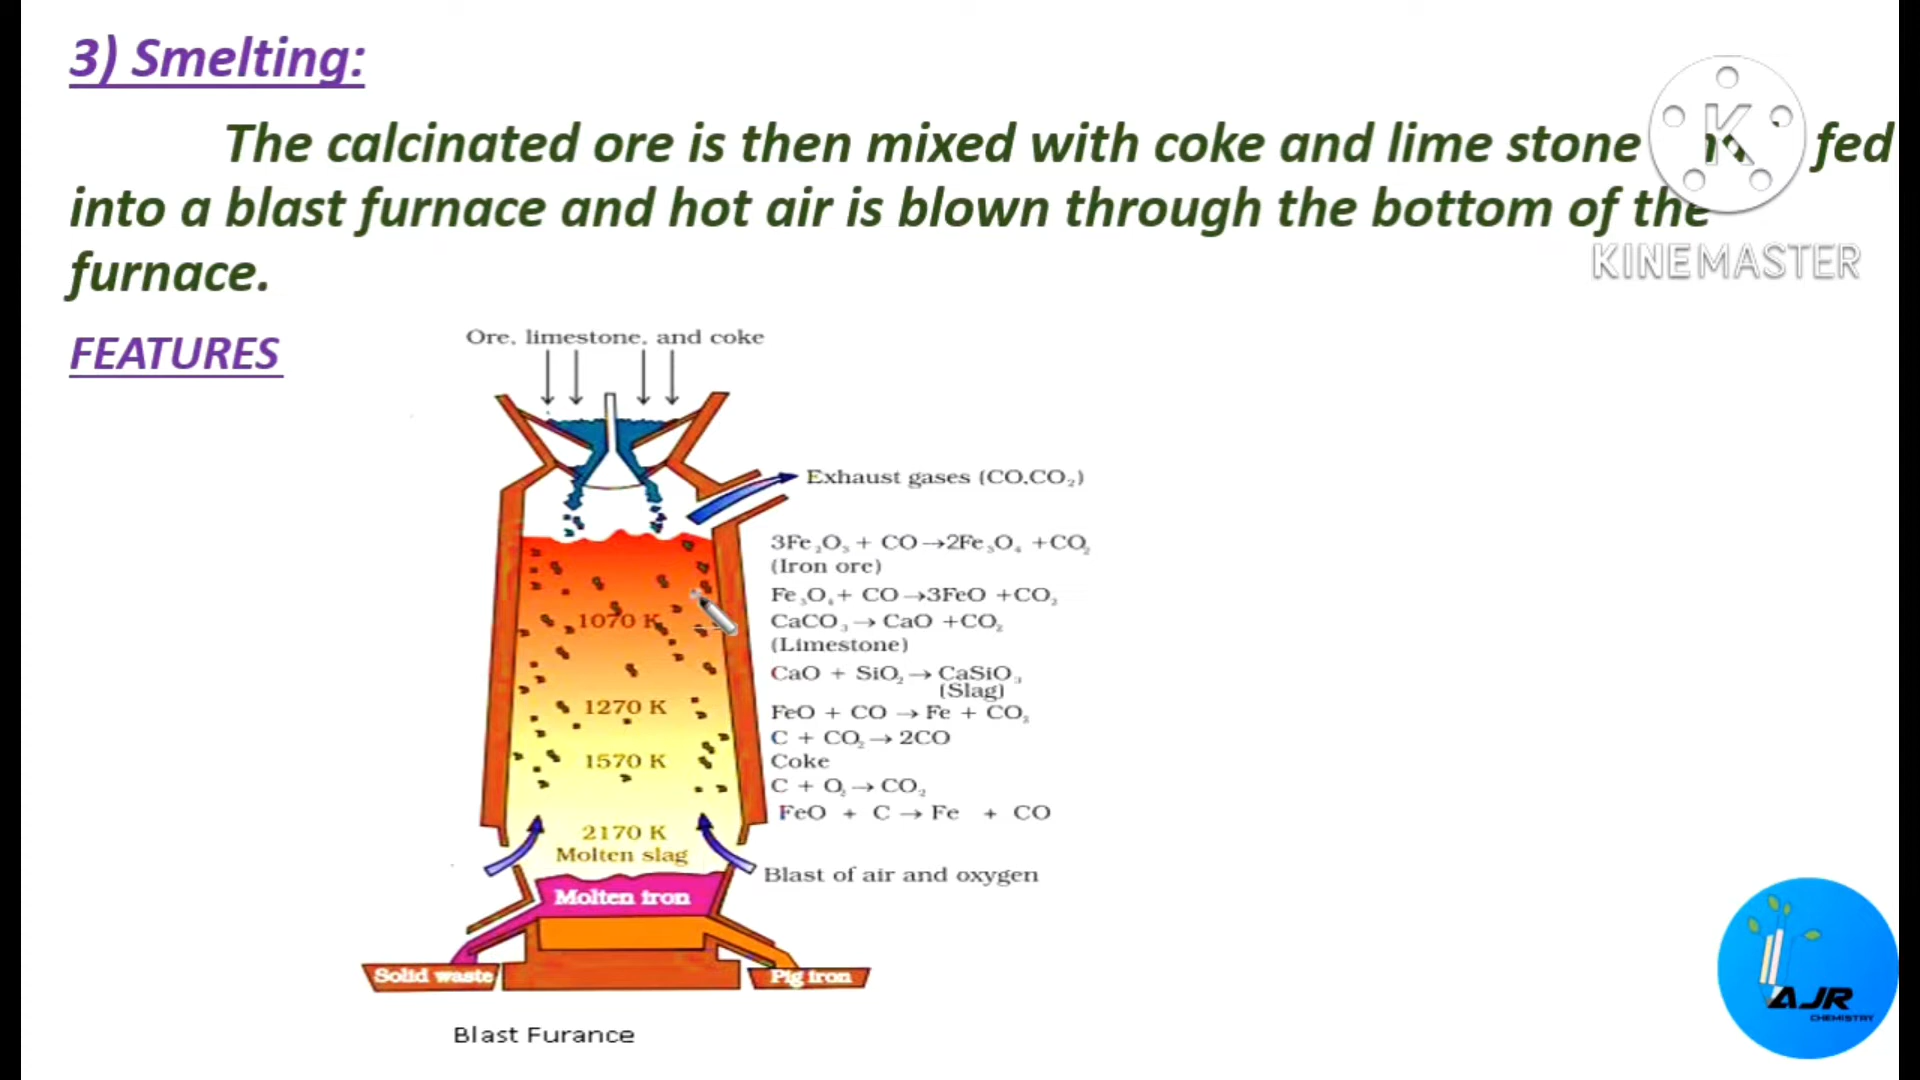 3) Smelting:
The calcinated ore is then mixed with coke and lime stone fed
into a blast furnace and hot air is blown through the bottom of the
furnace.
KINEMASTER
FEATURES
Ore, limestone, and coke
Exhaust gases (CO,CO₂)
3Fe₂O₃ + CO→2Fe₃O₄ +CO₂
(Iron ore)
Fe₃O₄ + CO→3FeO +CO₂
1070 K
CaCO₃→ CaO +CO₂
(Limestone)
CaO + SiO₂→ CaSiO₃
(Slag)
1270 K
FeO + CO → Fe + CO₂
C + CO₂→ 2CO
1570 K
Coke
C + O₂→ CO₂
FeO + C → Fe + CO
2170 K
Molten slag
Blast of air and oxygen
Molten iron
Solid waste
Pig iron
AJR
CHEMISTRY
Blast Furance